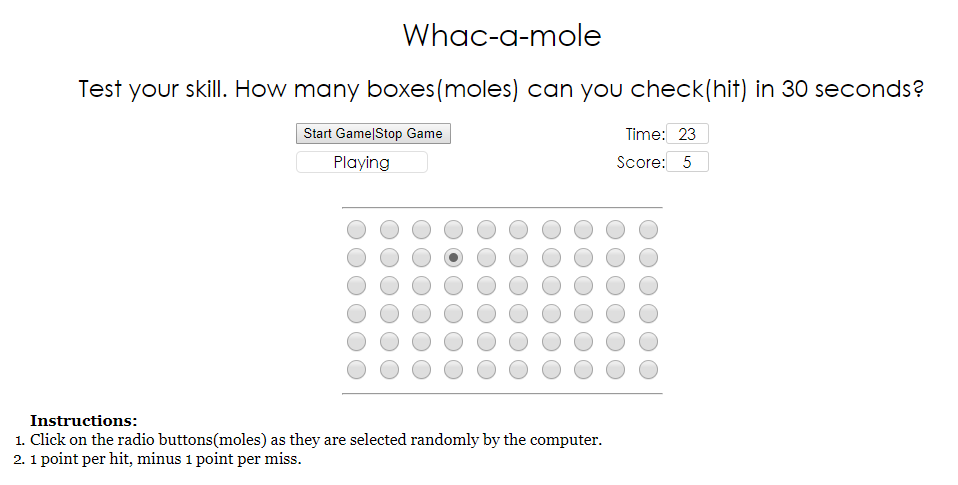 Whac-a-mole
Test your skill. How many boxes(moles) can you check(hit) in 30 seconds?
Start Game|Stop Game
Time: 23
Playing
Score: 5
Instructions:
1. Click on the radio buttons(moles) as they are selected randomly by the computer.
2. 1 point per hit, minus 1 point per miss.